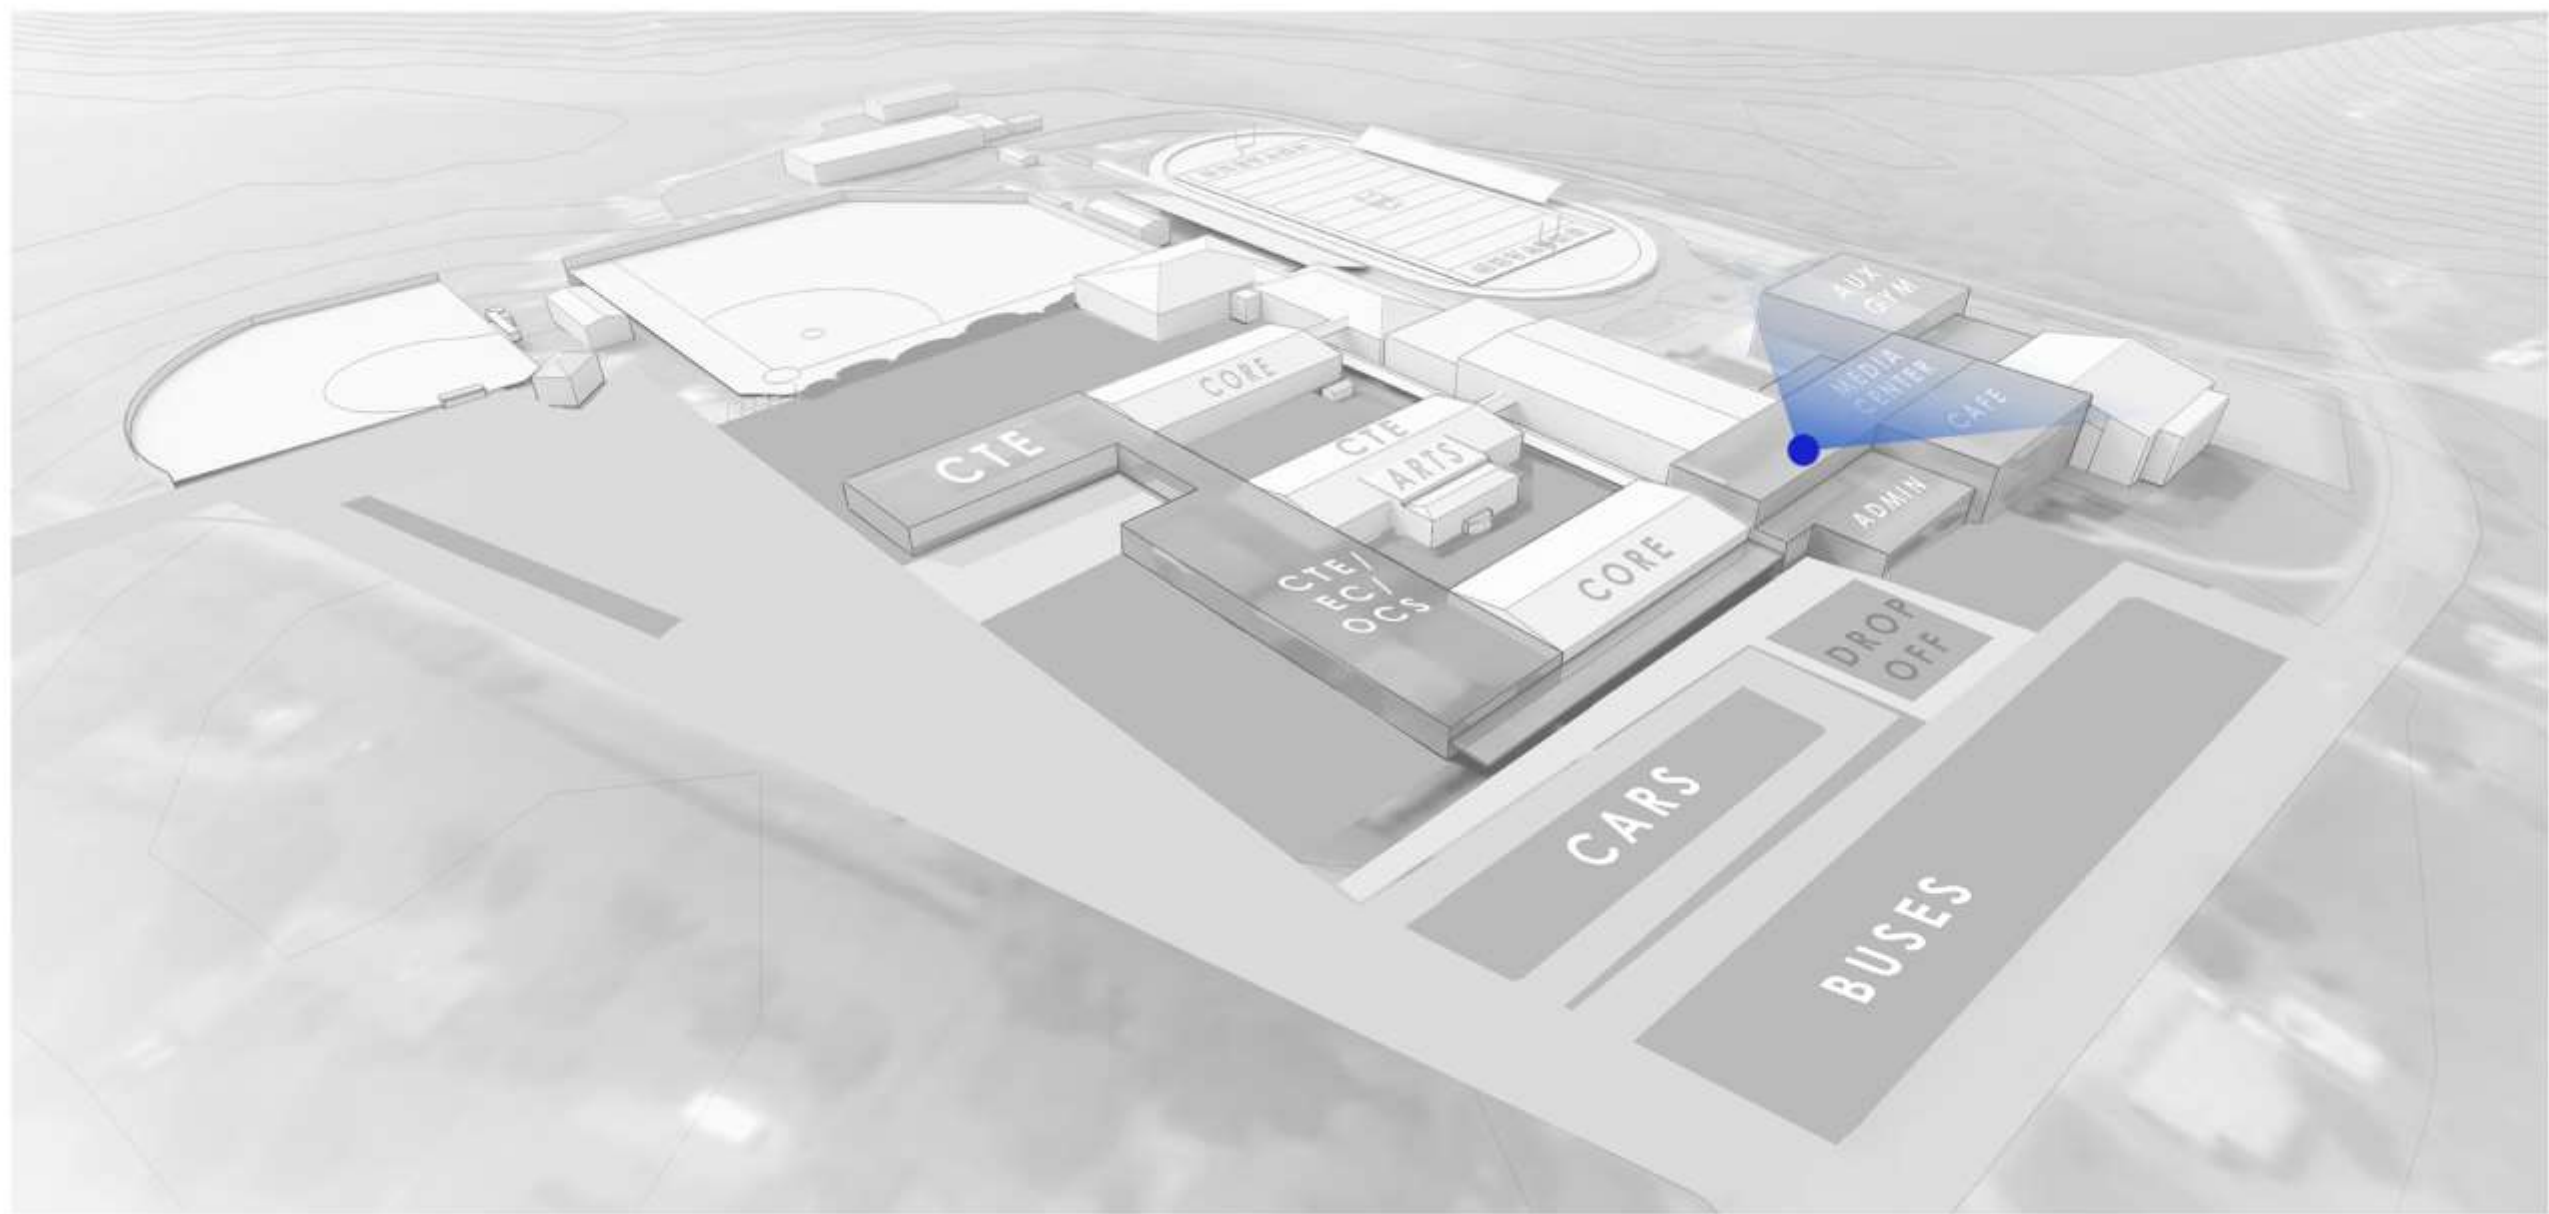 AUX
GYM
MEDIA
CENTER
CAFE
CORE
CTE
CTE
ARTS
ADMIN
CORE
CTE/
EC/
OCS
DROP
OFF
CARS
BUSES